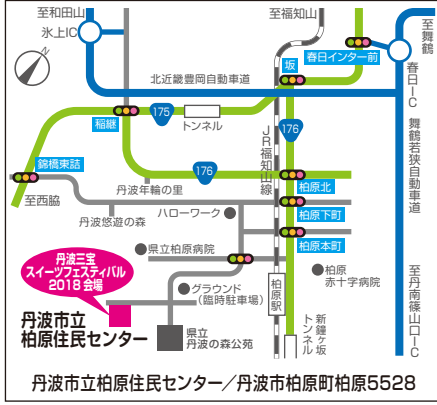 至和田山
氷上IC
至福知山
至舞鶴
春日インター前
坂
北近畿豊岡自動車道
春日IC
175
稲継
トンネル
JR福知山線
176
舞鶴若狭自動車道
錦橋東詰
176
柏原北
至西脇
丹波年輪の里
柏原下町
丹波悠遊の森
ハローワーク
柏原本町
県立柏原病院
丹波三宝
スイーツフェスティバル
2018会場
グラウンド
(臨時駐車場)
柏原駅
柏原
赤十字病院
至丹南篠山口IC
新鐘ヶ坂
トンネル
丹波市立
柏原住民センター
県立
丹波の森公苑
丹波市立柏原住民センター/丹波市柏原町柏原5528